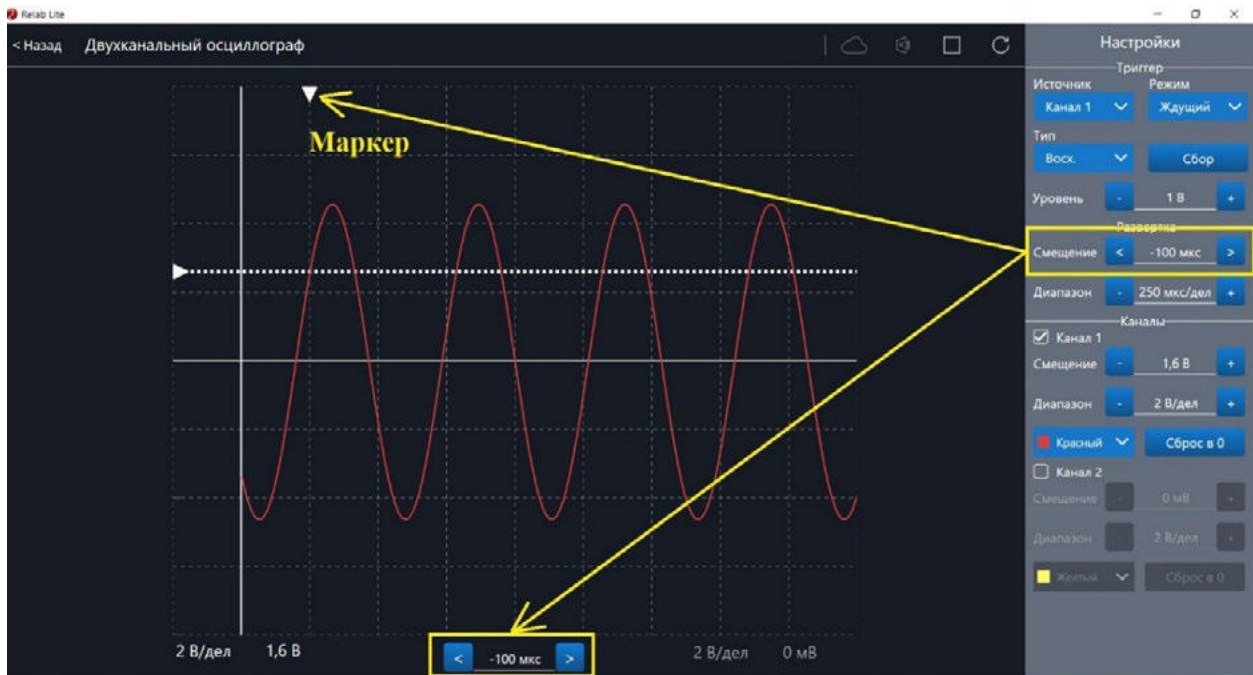 Relab Lite
< Назад Двухканальный осциллограф
Настройки
Триггер
Источник Режим
Канал 1 Ждущий
Тип
Восх. Сбор
Уровень - 1 В +
Развертка
Смещение < -100 мкс >
Диапазон - 250 мкс/дел +
Каналы
Канал 1
Смещение - 1,6 В +
Диапазон - 2 В/дел +
Красный Сброс в 0
Канал 2
Смещение - 0 мВ +
Диапазон - 2 В/дел +
Желтый Сброс в 0
Маркер
2 В/дел 1,6 В < -100 мкс > 2 В/дел 0 мВ